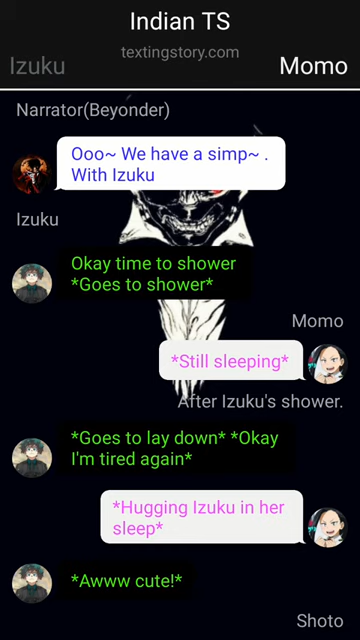 Indian TS
textingstory.com
Izuku
Momo
Narrator(Beyonder)
Ooo~ We have a simp~ .
With Izuku
Izuku
Okay time to shower
*Goes to shower*
Momo
*Still sleeping*
After Izuku's shower.
*Goes to lay down* *Okay
I'm tired again*
*Hugging Izuku in her
sleep*
*Awww cute!*
Shoto